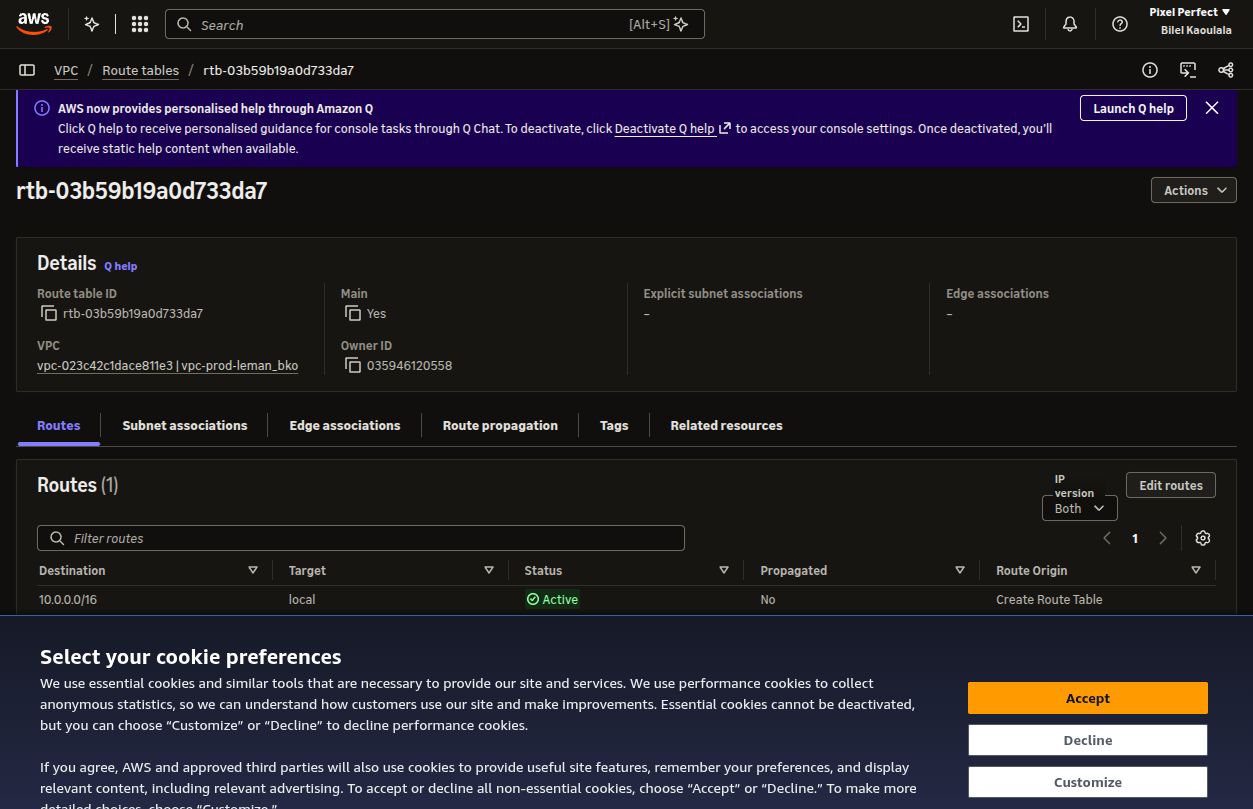 aws
Search
[Alt+S]
Pixel Perfect
Bilel Kaoulala
VPC / Route tables / rtb-03b59b19a0d733da7
AWS now provides personalised help through Amazon Q
Click Q help to receive personalised guidance for console tasks through Q Chat. To deactivate, click Deactivate Q help to access your console settings. Once deactivated, you'll
receive static help content when available.
Launch Q help
rtb-03b59b19a0d733da7
Actions
Details Q help
Route table ID
rtb-03b59b19a0d733da7
Main
Yes
Explicit subnet associations
–
Edge associations
–
VPC
vpc-023c42c1dace811e3 | vpc-prod-leman_bko
Owner ID
035946120558
Routes
Subnet associations
Edge associations
Route propagation
Tags
Related resources
Routes (1)
IP
version
Both
Edit routes
Filter routes
1
Destination
Target
Status
Propagated
Route Origin
10.0.0.0/16
local
Active
No
Create Route Table
Select your cookie preferences
We use essential cookies and similar tools that are necessary to provide our site and services. We use performance cookies to collect
anonymous statistics, so we can understand how customers use our site and make improvements. Essential cookies cannot be deactivated,
but you can choose “Customize” or “Decline” to decline performance cookies.
If you agree, AWS and approved third parties will also use cookies to provide useful site features, remember your preferences, and display
relevant content, including relevant advertising. To accept or decline all non-essential cookies, choose “Accept” or “Decline.” To make more
detailed choices, choose “Customize.”
Accept
Decline
Customize